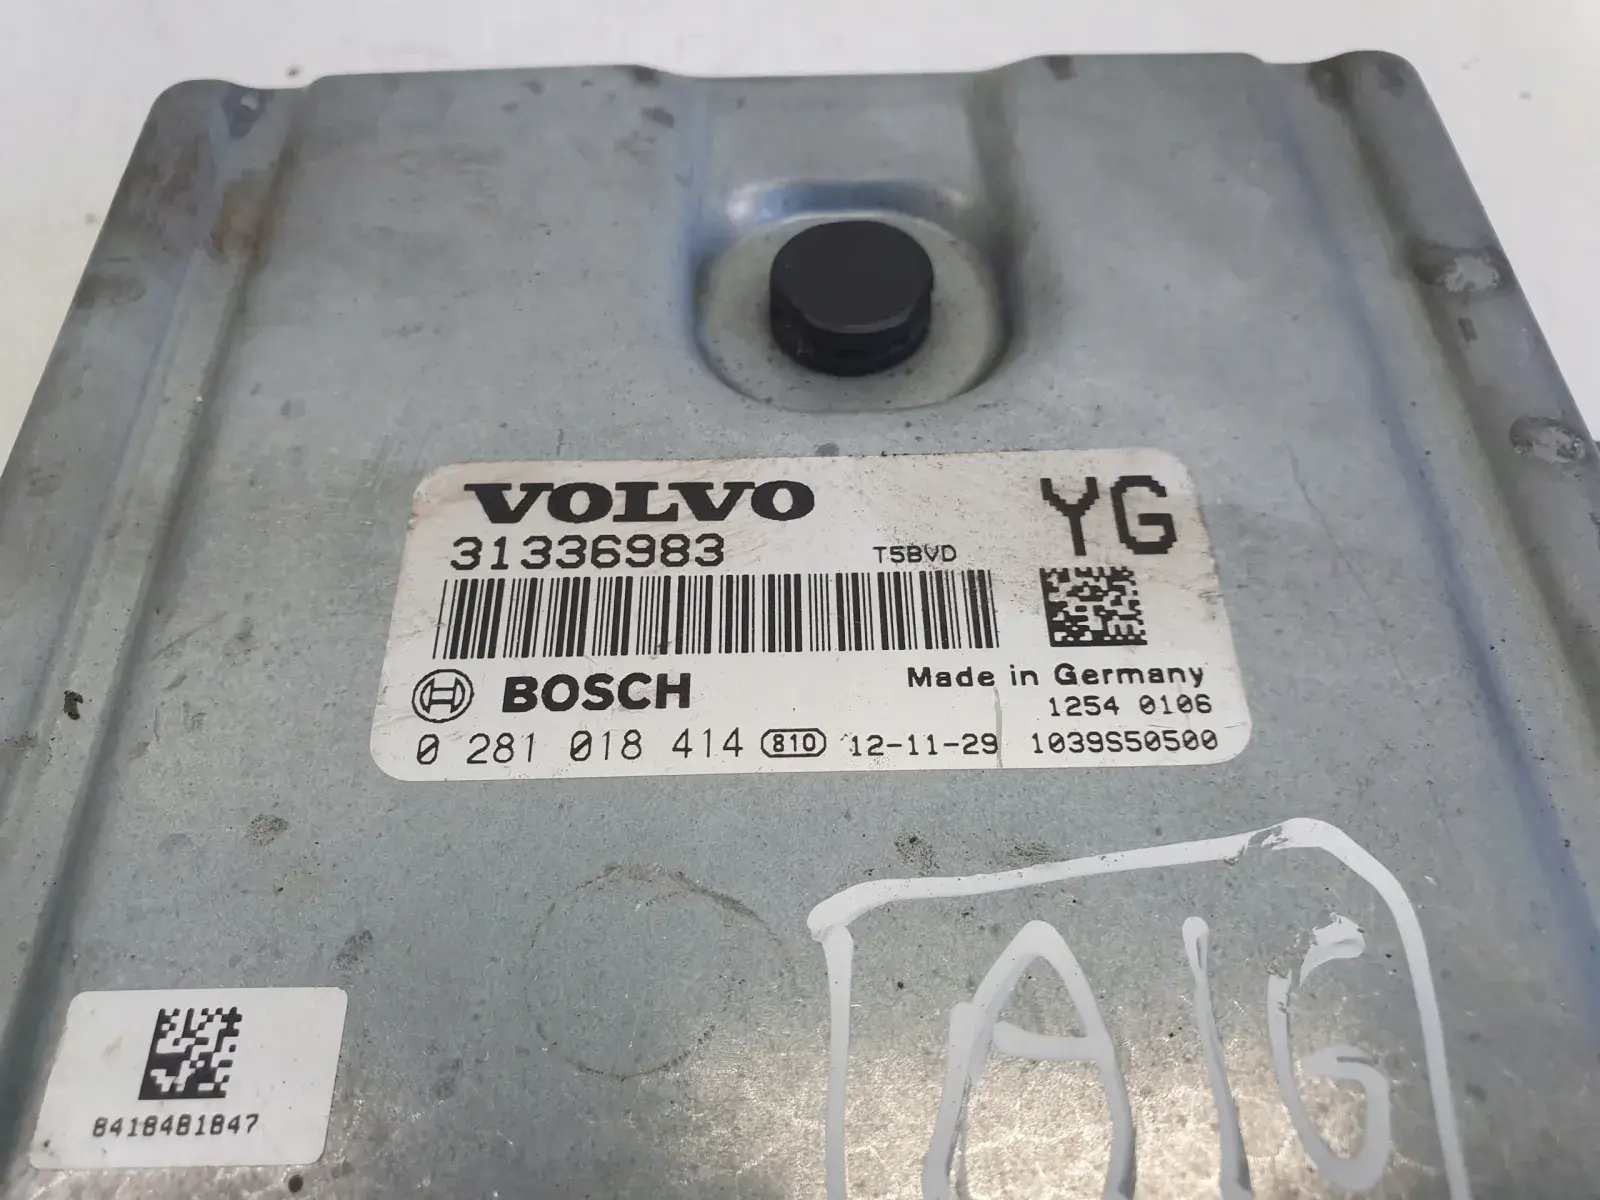 VOLVO YG
31336983 T5BVD
BOSCH Made in Germany
1254 0106
0 281 018 414 810 12-11-29 1039S50500
8418481847
A16